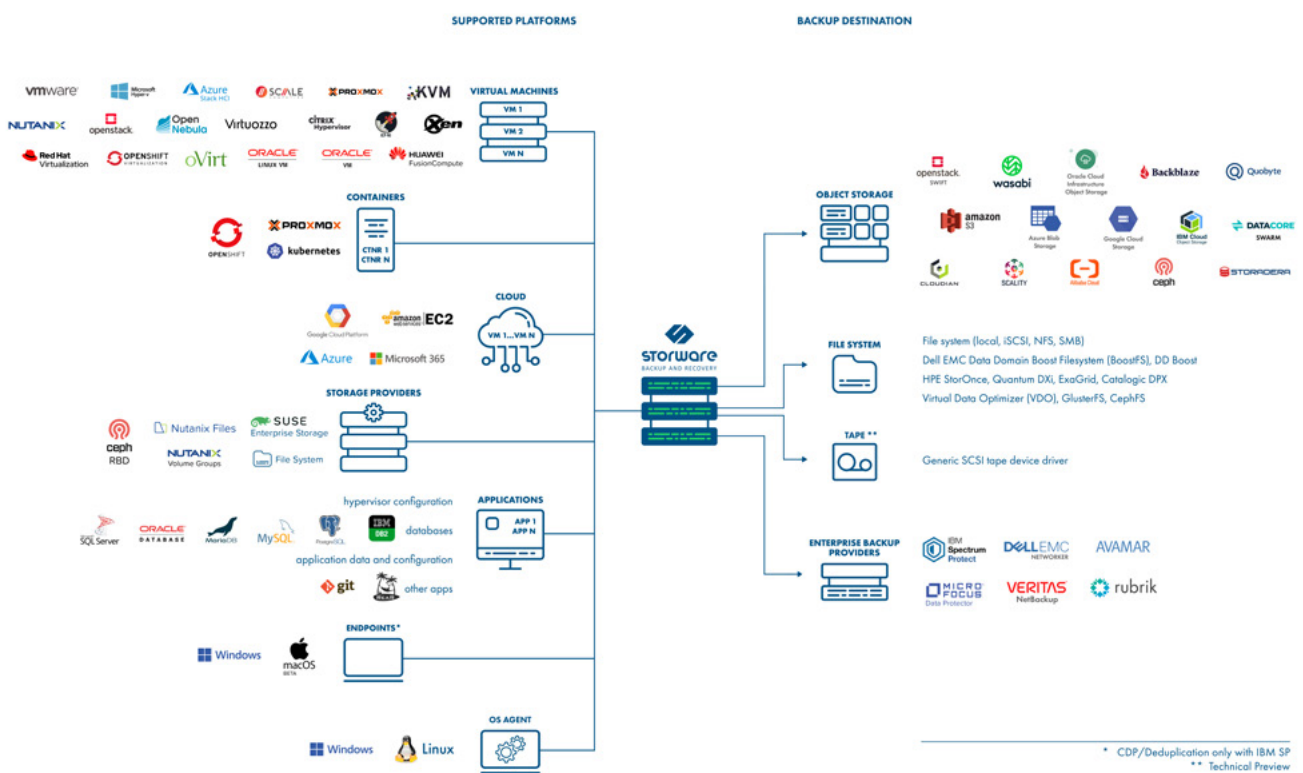 SUPPORTED PLATFORMS
BACKUP DESTINATION
vmware
Microsoft Hyper-v
Azure Stack HCI
SCALE
PROXMOX
KVM
VIRTUAL MACHINES
VM 1
VM 2
VM N
NUTANIX
openstack.
Open Nebula
Virtuozzo
citrix Hypervisor
Xen
Red Hat Virtualization
OPENSHIFT VIRTUALIZATION
oVirt
ORACLE LINUX VM
ORACLE VM
HUAWEI FusionCompute
CONTAINERS
OPENSHIFT
PROXMOX
kubernetes
CTNR 1
CTNR N
CLOUD
Google Cloud Platform
amazon web services EC2
VM 1...VM N
Azure
Microsoft 365
STORAGE PROVIDERS
ceph
RBD
Nutanix Files
SUSE
Enterprise Storage
NUTANIX
Volume Groups
File System
APPLICATIONS
hypervisor configuration
APP 1
APP N
SQL Server
ORACLE DATABASE
MariaDB
MySQL
PostgreSQL
IBM DB2
databases
application data and configuration
git
other apps
ENDPOINTS*
Windows
macOS
BETA
OS AGENT
Windows
Linux
STORWARE
BACKUP AND RECOVERY
OBJECT STORAGE
openstack.
SWIFT
wasabi
Oracle Cloud
Infrastructure
Object Storage
Backblaze
Quobyte
amazon S3
Azure Blob
Storage
Google Cloud
Storage
IBM Cloud
Object Storage
DATACORE
SWARM
CLOUDIAN
SCALITY
Alibaba Cloud
ceph
STORADERA
FILE SYSTEM
File system (local, iSCSI, NFS, SMB)
Dell EMC Data Domain Boost Filesystem (BoostFS), DD Boost
HPE StorOnce, Quantum DXi, ExaGrid, Catalogic DPX
Virtual Data Optimizer (VDO), GlusterFS, CephFS
TAPE **
Generic SCSI tape device driver
ENTERPRISE BACKUP
PROVIDERS
IBM
Spectrum
Protect
DELLEMC
NETWORKER
AVAMAR
MICRO FOCUS
Data Protector
VERITAS
NetBackup
rubrik
* CDP/Deduplication only with IBM SP
** Technical Preview